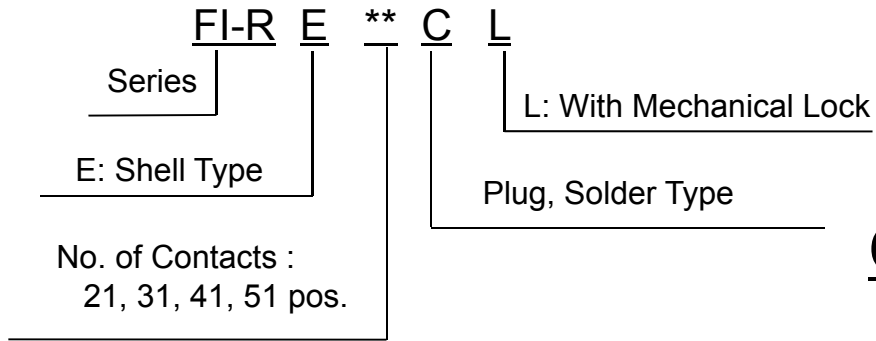 FI-R E ** C L
Series
L: With Mechanical Lock
E: Shell Type
Plug, Solder Type
No. of Contacts :
21, 31, 41, 51 pos.